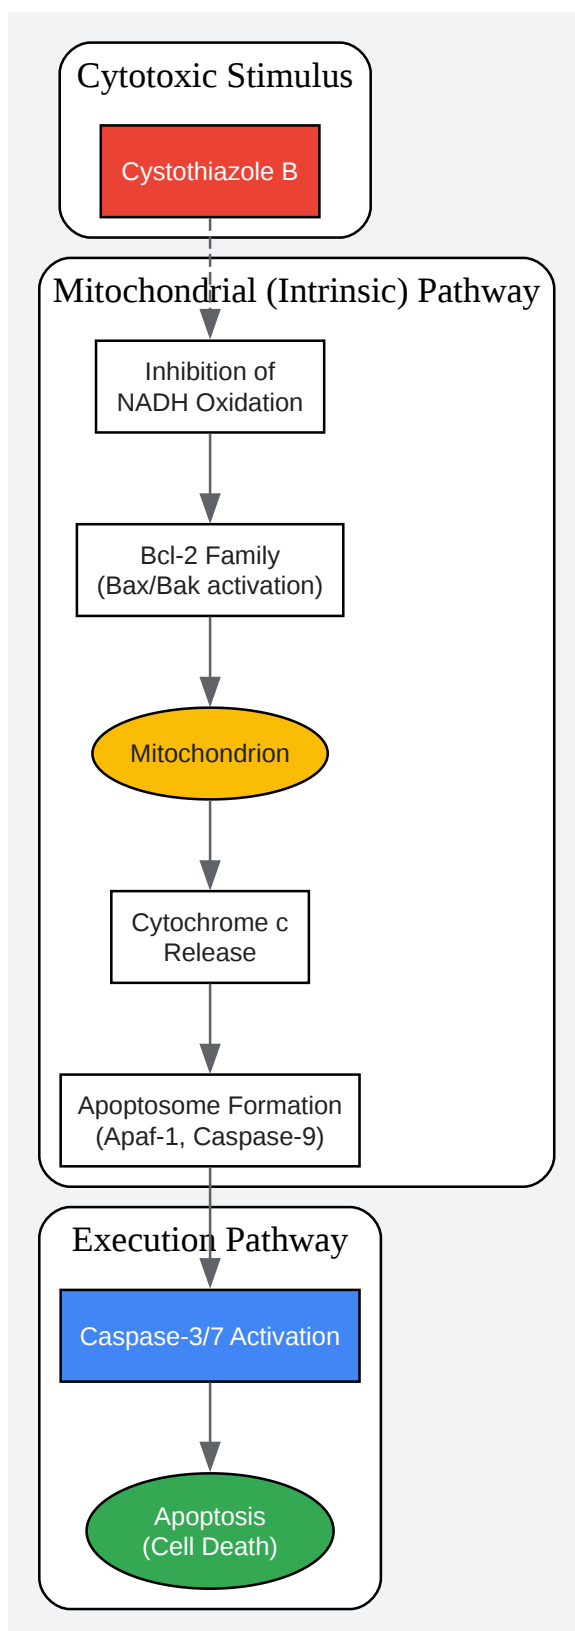 Cytotoxic Stimulus
Cystothiazole B
Mitochondrial (Intrinsic) Pathway
Inhibition of
NADH Oxidation
Bcl-2 Family
(Bax/Bak activation)
Mitochondrion
Cytochrome c
Release
Apoptosome Formation
(Apaf-1, Caspase-9)
Execution Pathway
Caspase-3/7 Activation
Apoptosis
(Cell Death)